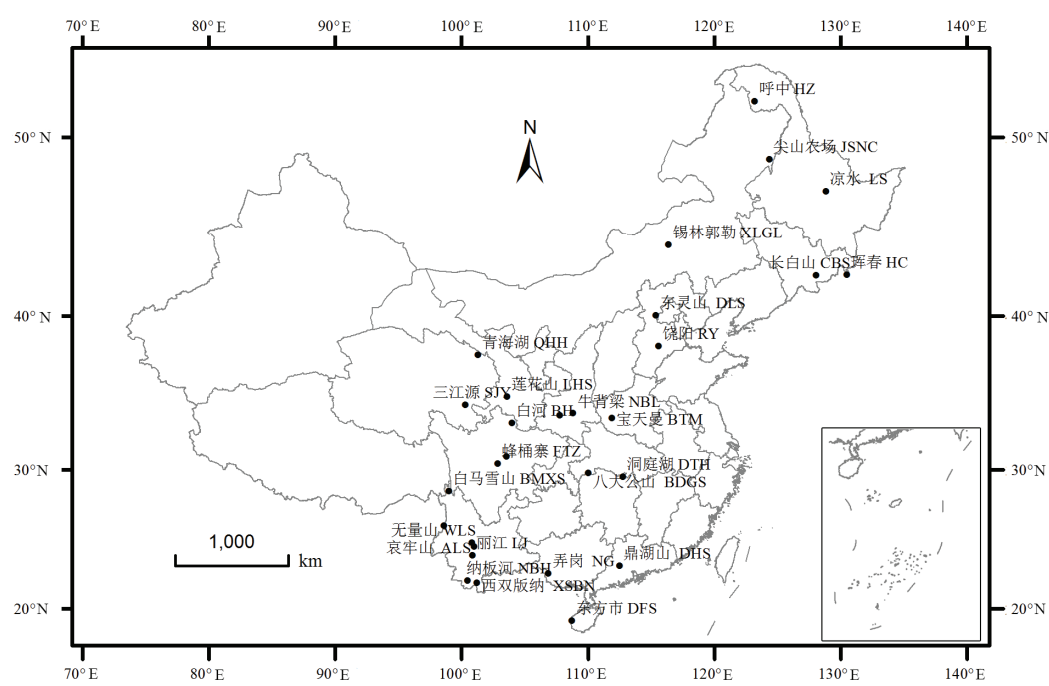 70° E 80° E 90° E 100° E 110° E 120° E 130° E 140° E
呼中 HZ
N
50° N 50° N
尖山农场 JSNC
凉水 LS
锡林郭勒 XLGL
长白山 CBS 珲春 HC
东灵山 DLS
40° N 40° N
饶阳 RY
青海湖 QHH
莲花山 LHS
三江源 SJY
牛背梁 NBL
白河 BH
宝天曼 BTM
蜂桶寨 FTZ
洞庭湖 DTH
30° N 30° N
白马雪山 BMXS
八大公山 BDGS
无量山 WLS
1,000
km
丽江 LJ
哀牢山 ALS
鼎湖山 DHS
弄岗 NG
纳板河 NBH
西双版纳 XSBN
东方市 DFS
20° N 20° N
70° E 80° E 90° E 100° E 110° E 120° E 130° E 140° E